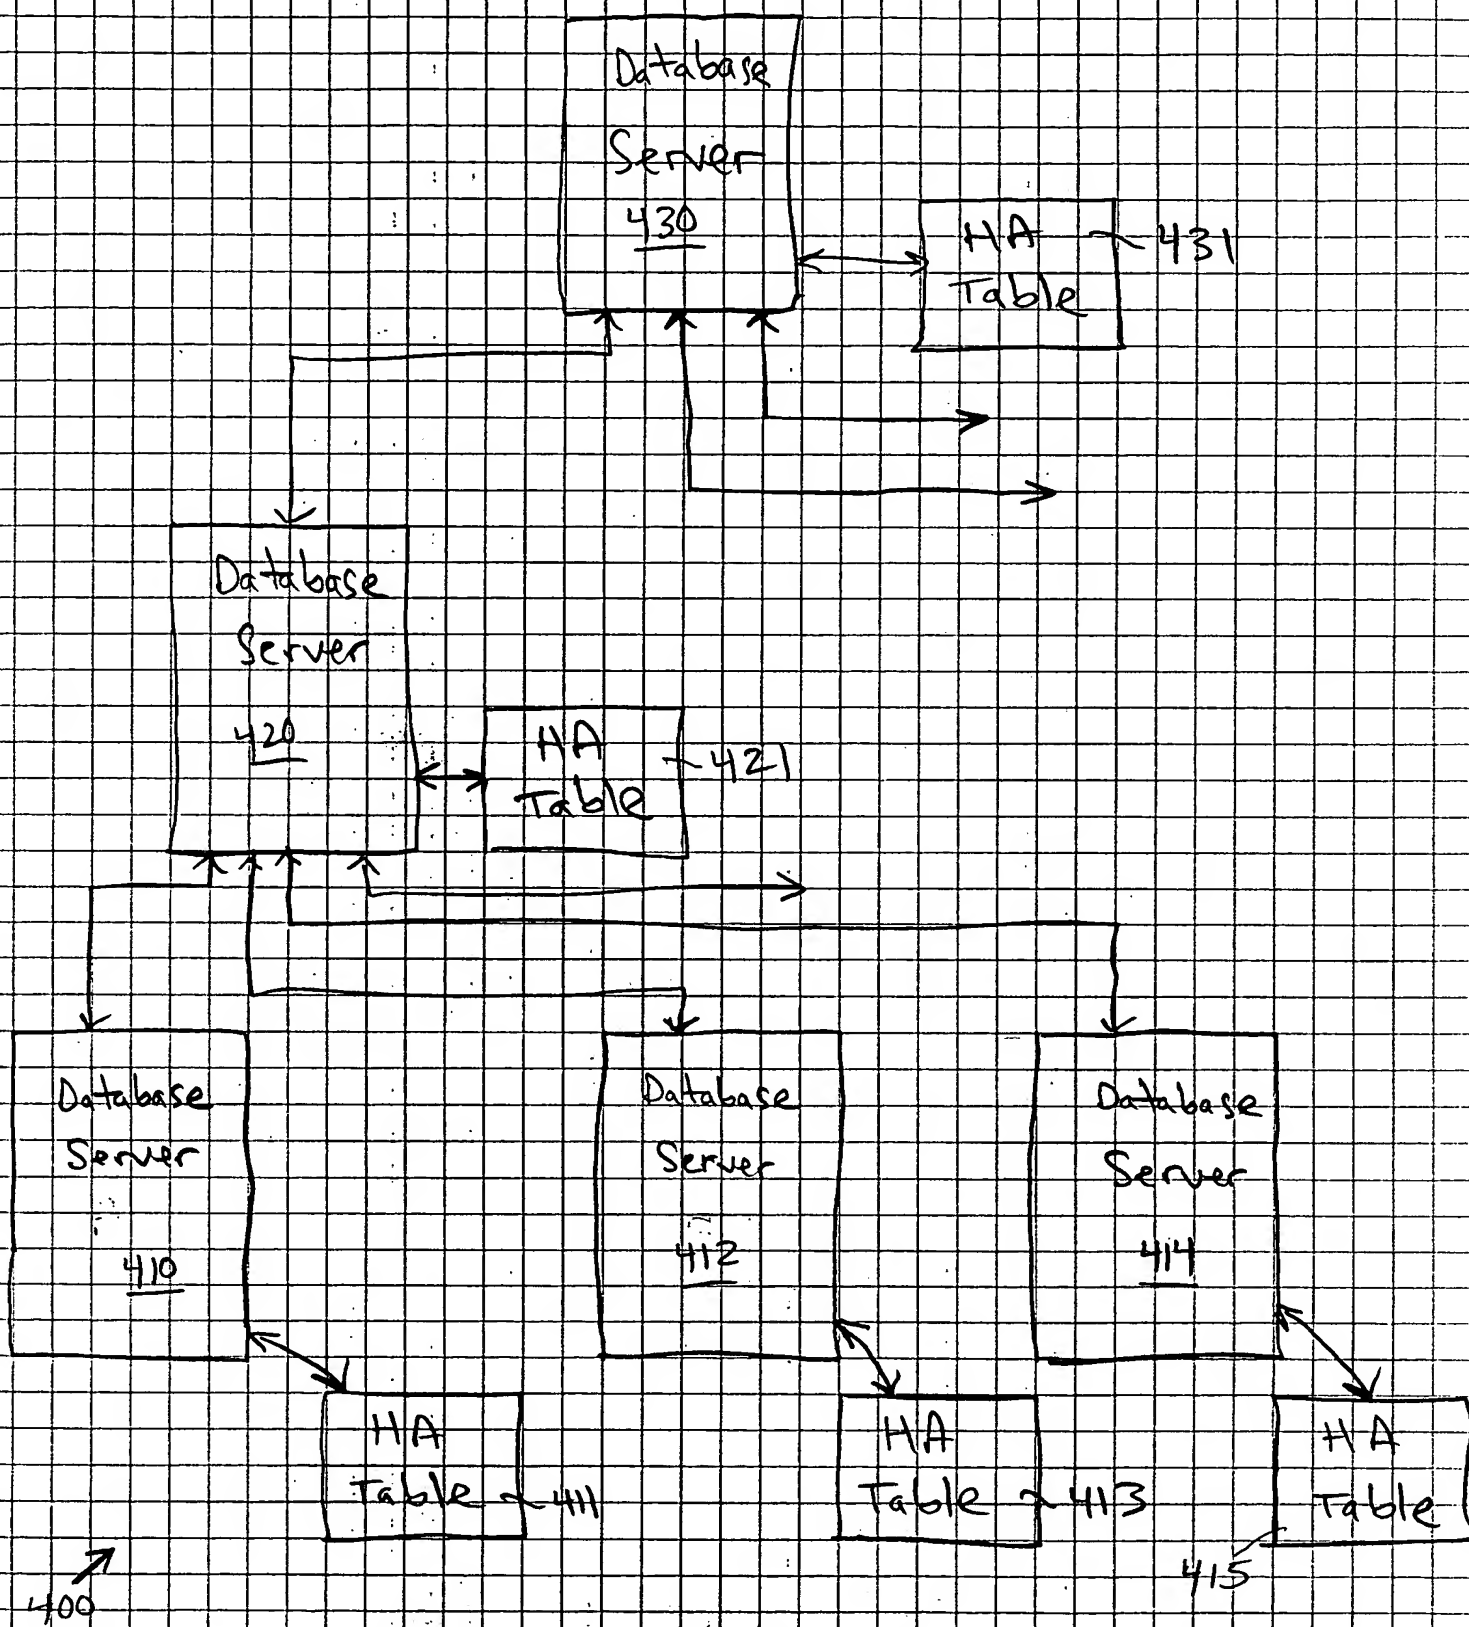 Database
Server
430
HA
Table
431
Database
Server
420
HA
Table
421
Database
Server
410
Database
Server
412
Database
Server
414
HA
Table
411
HA
Table
413
HA
Table
415
400